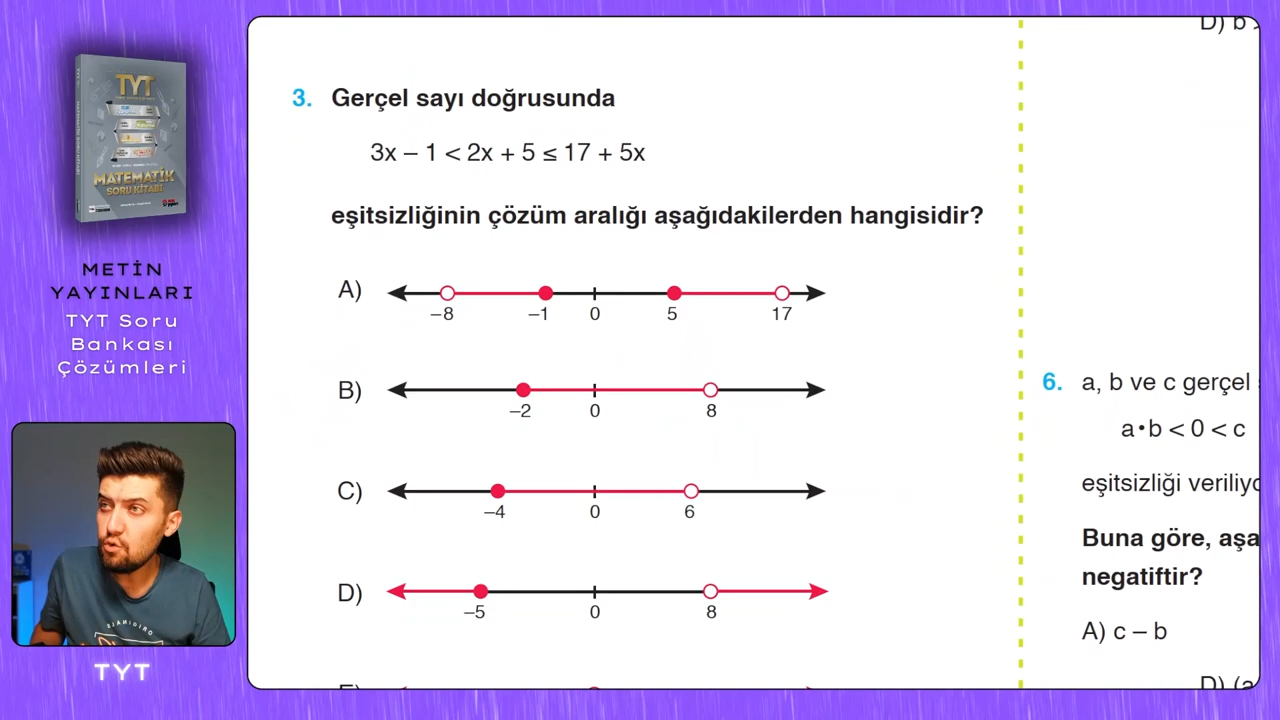 TYT
MATEMATİK
SORU KİTABI
METİN
YAYINLARI
TYT Soru
Bankası
Çözümleri
TYT
3. Gerçel sayı doğrusunda
3x – 1 < 2x + 5 ≤ 17 + 5x
eşitsizliğinin çözüm aralığı aşağıdakilerden hangisidir?
A)
–8 –1 0 5 17
B)
–2 0 8
C)
–4 0 6
D)
–5 0 8
D) b
6. a, b ve c gerçel
a•b < 0 < c
eşitsizliği
Buna göre,
negatiftir?
A) c – b